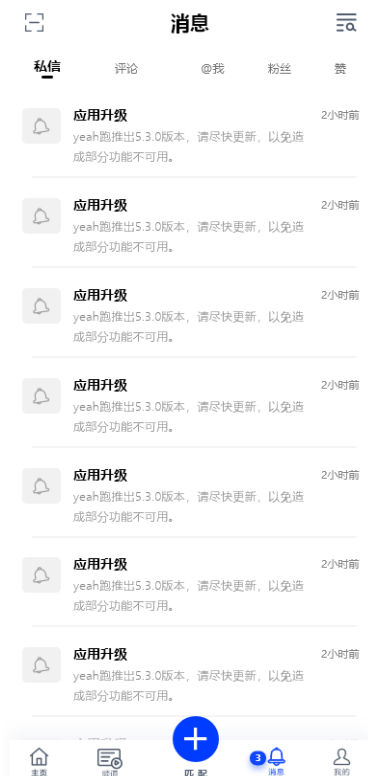 消息
私信 评论 @我 粉丝 赞
应用升级 2小时前
yeah跑推出5.3.0版本，请尽快更新，以免造
成部分功能不可用。
应用升级 2小时前
yeah跑推出5.3.0版本，请尽快更新，以免造
成部分功能不可用。
应用升级 2小时前
yeah跑推出5.3.0版本，请尽快更新，以免造
成部分功能不可用。
应用升级 2小时前
yeah跑推出5.3.0版本，请尽快更新，以免造
成部分功能不可用。
应用升级 2小时前
yeah跑推出5.3.0版本，请尽快更新，以免造
成部分功能不可用。
应用升级 2小时前
yeah跑推出5.3.0版本，请尽快更新，以免造
成部分功能不可用。
应用升级 2小时前
yeah跑推出5.3.0版本，请尽快更新，以免造
成部分功能不可用。
3
主页 频道 匹配 消息 我的